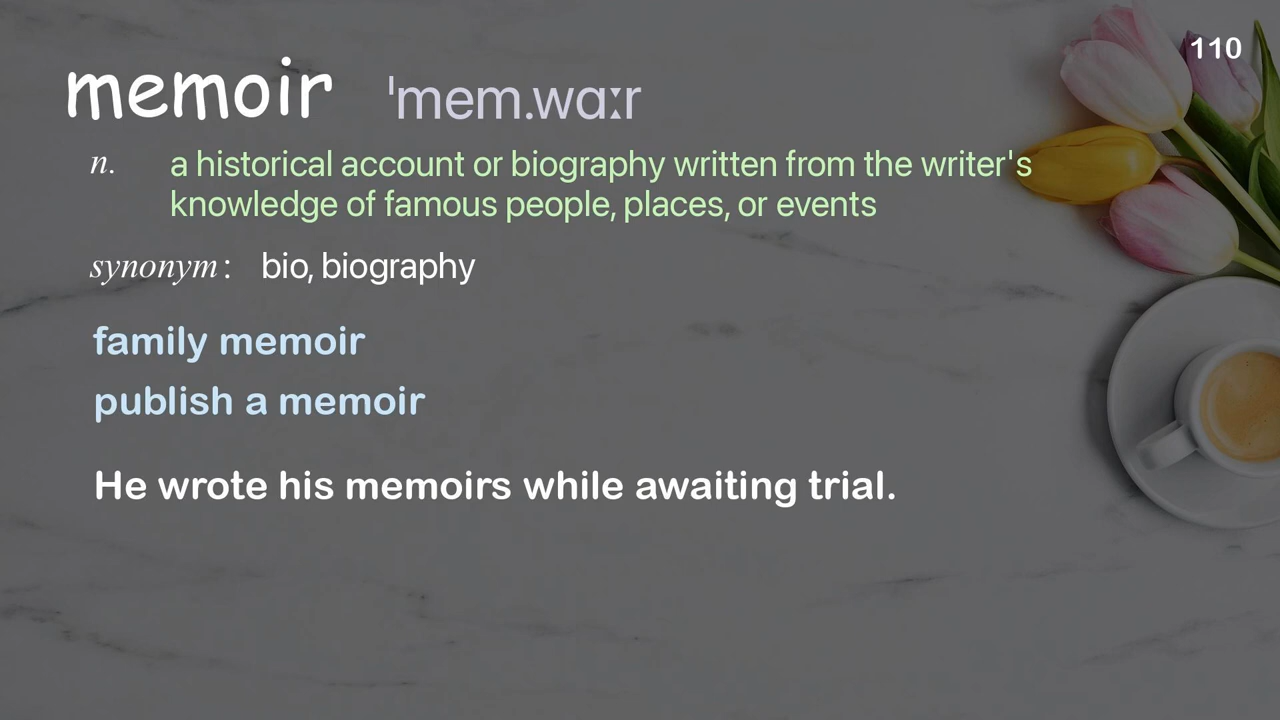 110
memoir ˈmem.wɑːr
n. a historical account or biography written from the writer's
knowledge of famous people, places, or events
synonym: bio, biography
family memoir
publish a memoir
He wrote his memoirs while awaiting trial.